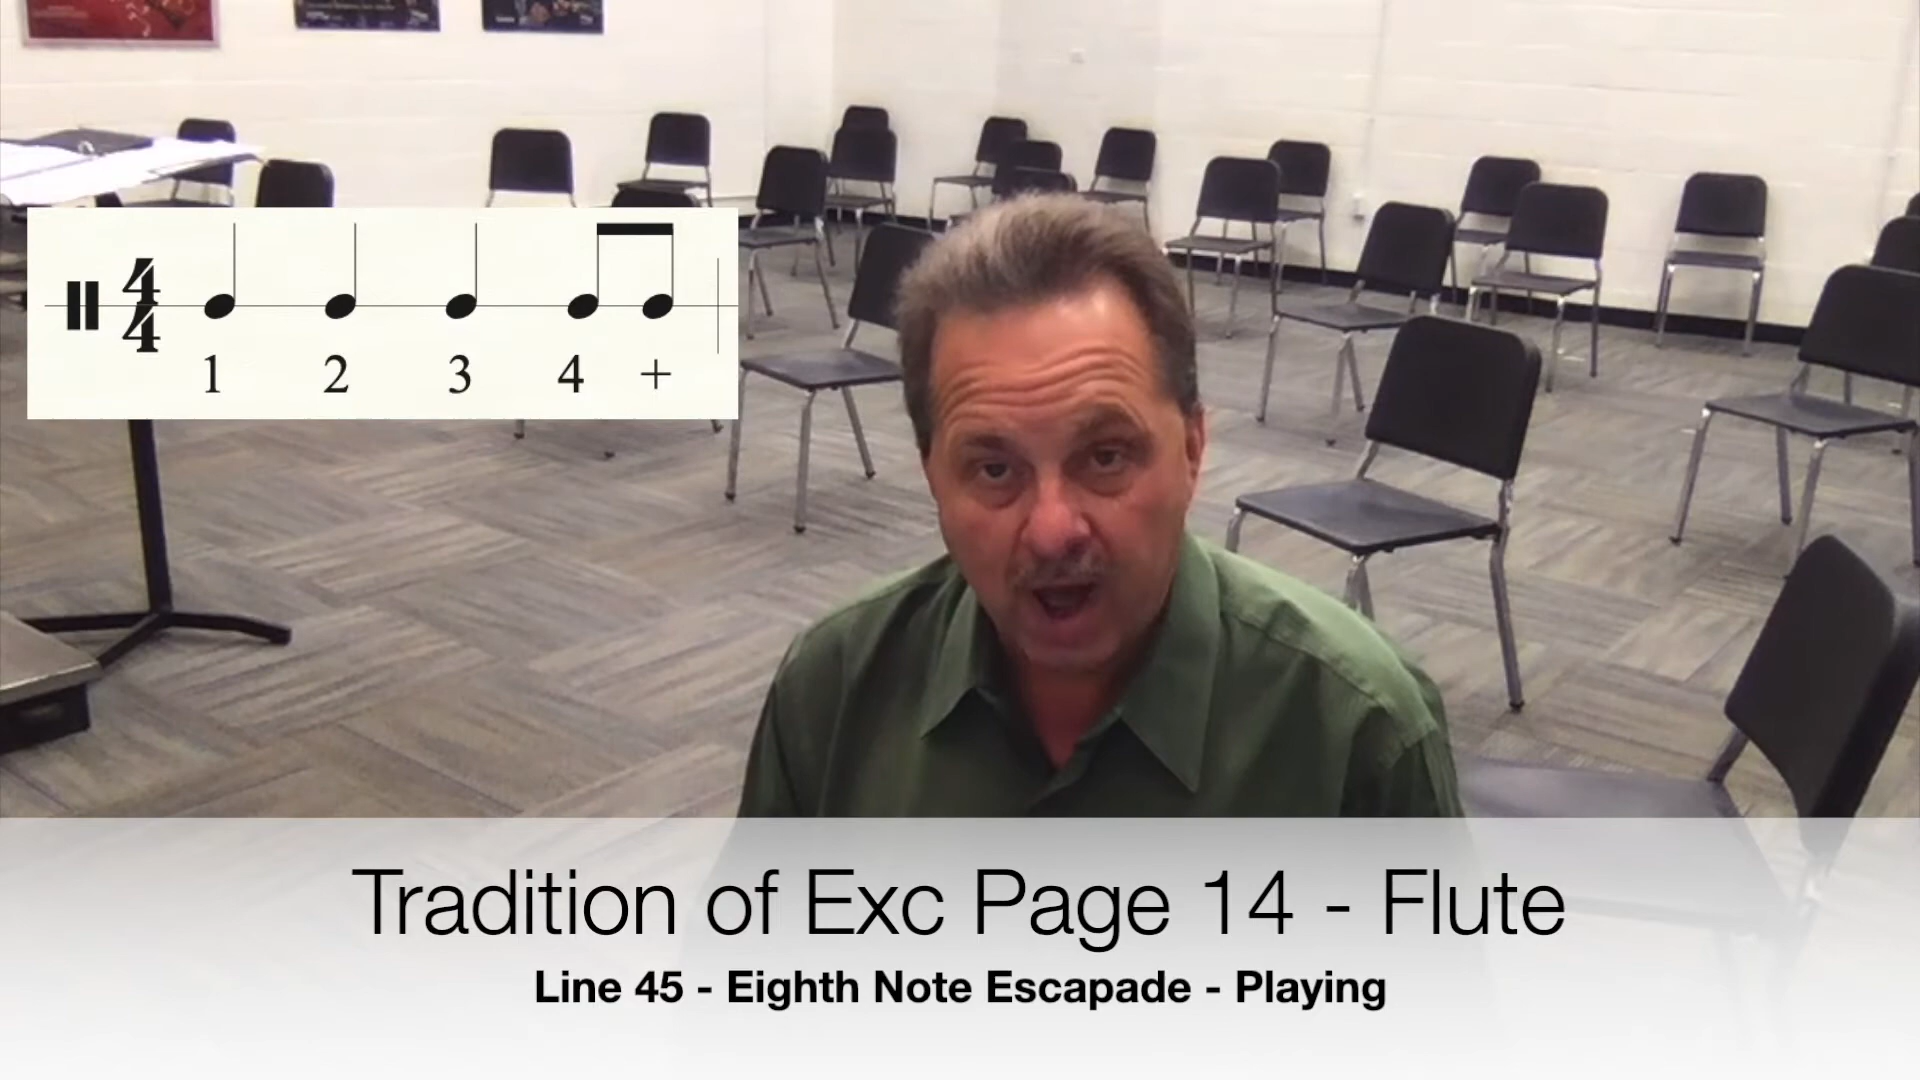 4
4
1 2 3 4 +
Tradition of Exc Page 14 - Flute
Line 45 - Eighth Note Escapade - Playing